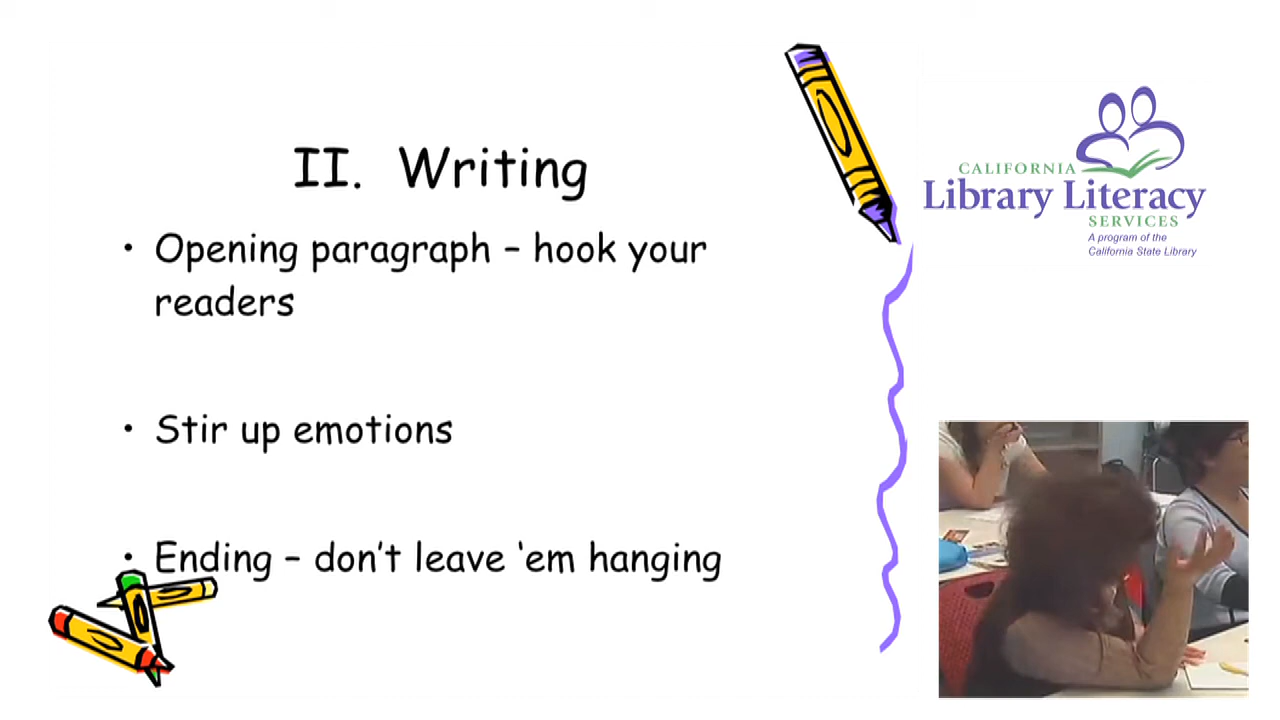 II. Writing
• Opening paragraph – hook your
readers
• Stir up emotions
• Ending – don’t leave ‘em hanging
CALIFORNIA
Library Literacy
SERVICES
A program of the
California State Library